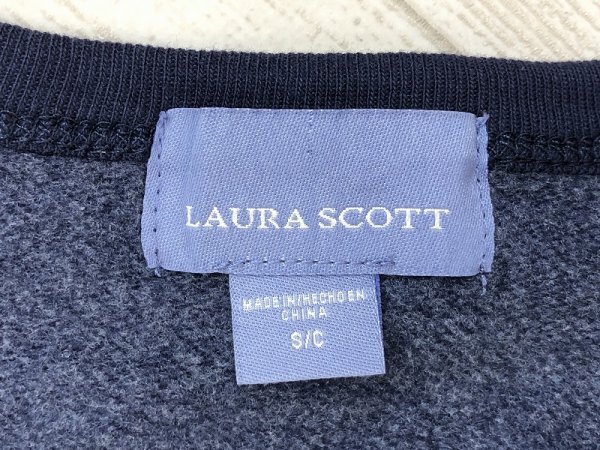 LAURA SCOTT
MADE IN/HECHO EN
CHINA
S/C